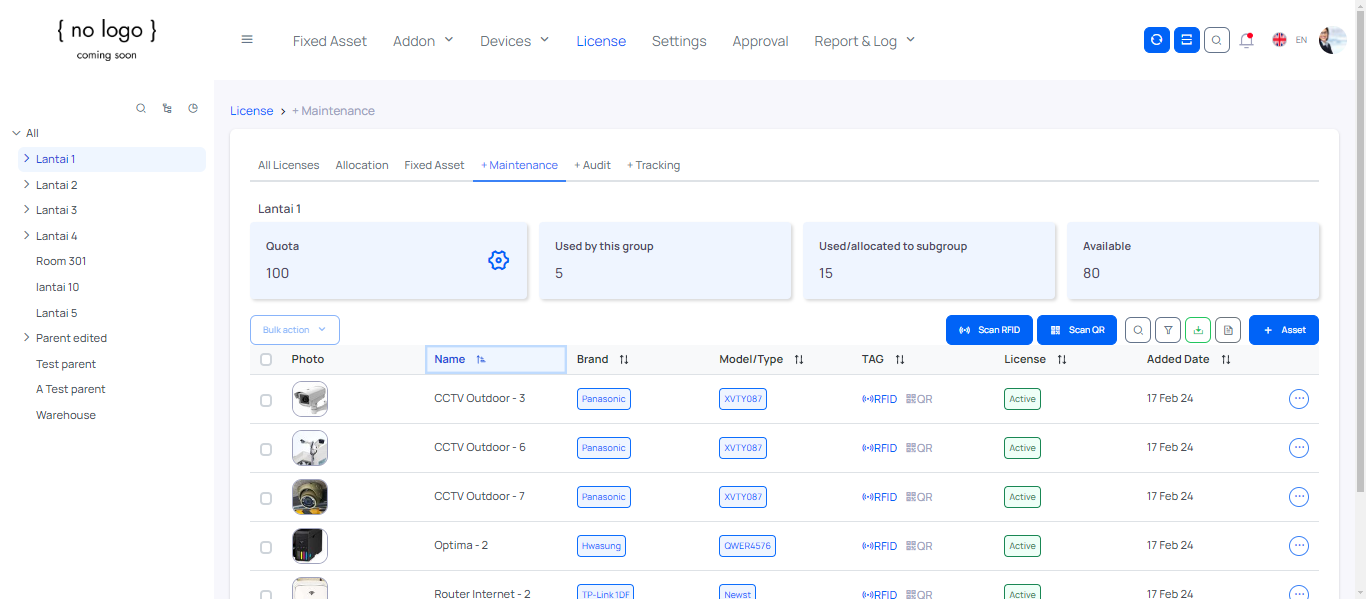 { no logo }
coming soon
Fixed Asset Addon Devices License Settings Approval Report & Log EN
License > + Maintenance
All
Lantai 1
Lantai 2
Lantai 3
Lantai 4
Room 301
lantai 10
Lantai 5
Parent edited
Test parent
A Test parent
Warehouse
All Licenses Allocation Fixed Asset + Maintenance + Audit + Tracking
Lantai 1
Quota Used by this group Used/allocated to subgroup Available
100 5 15 80
Bulk action Scan RFID Scan QR + Asset
Photo Name Brand Model/Type TAG License Added Date
CCTV Outdoor - 3 Panasonic XVTY087 RFID QR Active 17 Feb 24
CCTV Outdoor - 6 Panasonic XVTY087 RFID QR Active 17 Feb 24
CCTV Outdoor - 7 Panasonic XVTY087 RFID QR Active 17 Feb 24
Optima - 2 Hwasung QWER4576 RFID QR Active 17 Feb 24
Router Internet - 2 TP-Link 1DF Newst RFID QR Active 17 Feb 24